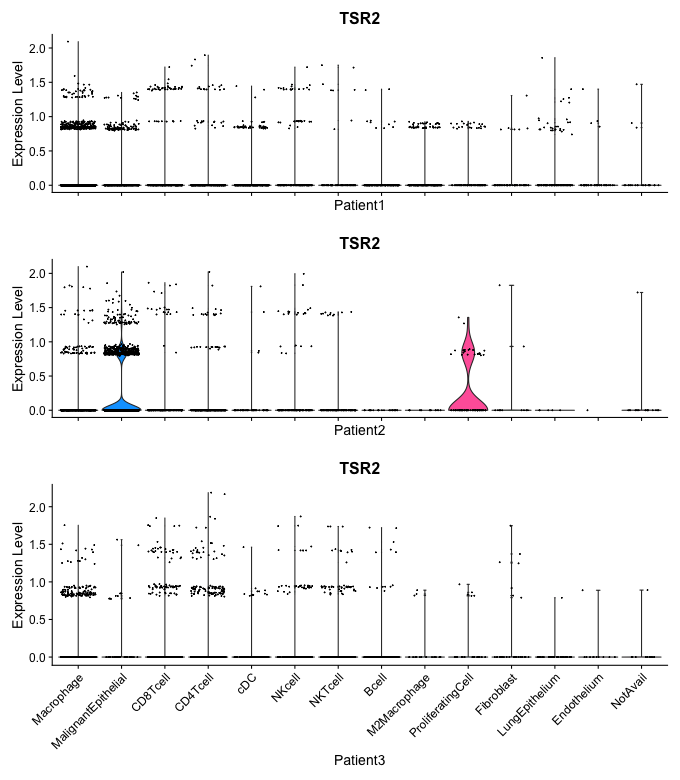 TSR2
Expression Level
2.0
1.5
1.0
0.5
0.0
Patient1
TSR2
Expression Level
2.0
1.5
1.0
0.5
0.0
Patient2
TSR2
Expression Level
2.0
1.5
1.0
0.5
0.0
Macrophage
MalignantEpithelial
CD8Tcell
CD4Tcell
cDC
NKcell
NKTcell
Bcell
M2Macrophage
ProliferatingCell
Fibroblast
LungEpithelium
Endothelium
NotAvail
Patient3